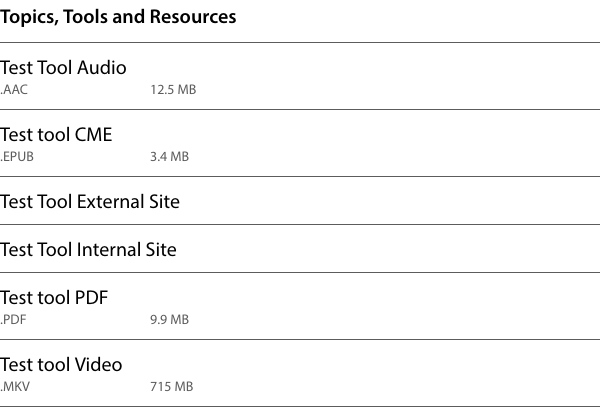 Topics, Tools and Resources
Test Tool Audio
.AAC 12.5 MB
Test tool CME
.EPUB 3.4 MB
Test Tool External Site
Test Tool Internal Site
Test tool PDF
.PDF 9.9 MB
Test tool Video
.MKV 715 MB